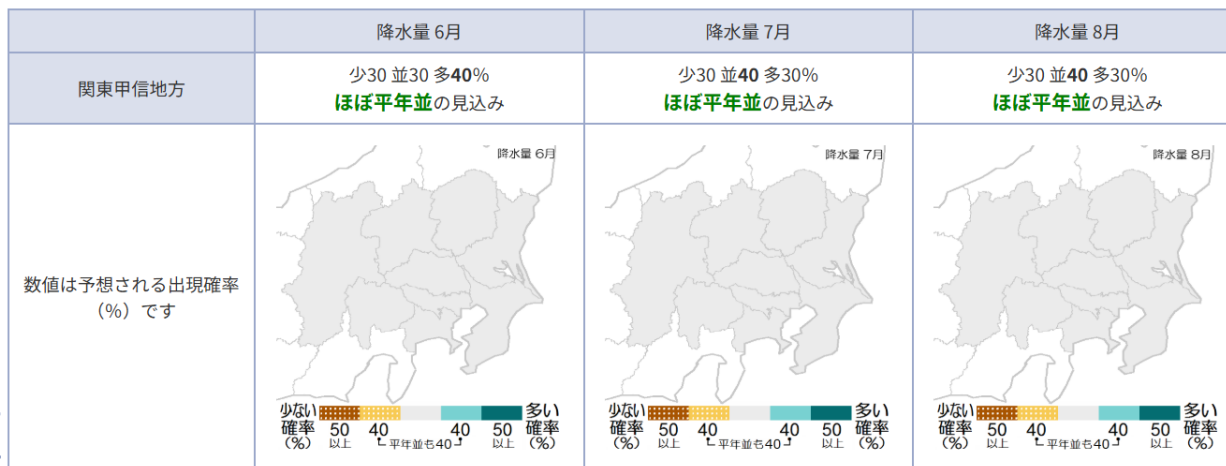 降水量 6月 降水量 7月 降水量 8月
関東甲信地方
少30 並30 多40%
ほぼ平年並の見込み
少30 並40 多30%
ほぼ平年並の見込み
少30 並40 多30%
ほぼ平年並の見込み
数値は予想される出現確率
（%）です
降水量 6月
少ない 多い
確率 50 40 40 50 確率
（%） 以上 平年並も40 以上 （%）
降水量 7月
少ない 多い
確率 50 40 40 50 確率
（%） 以上 平年並も40 以上 （%）
降水量 8月
少ない 多い
確率 50 40 40 50 確率
（%） 以上 平年並も40 以上 （%）